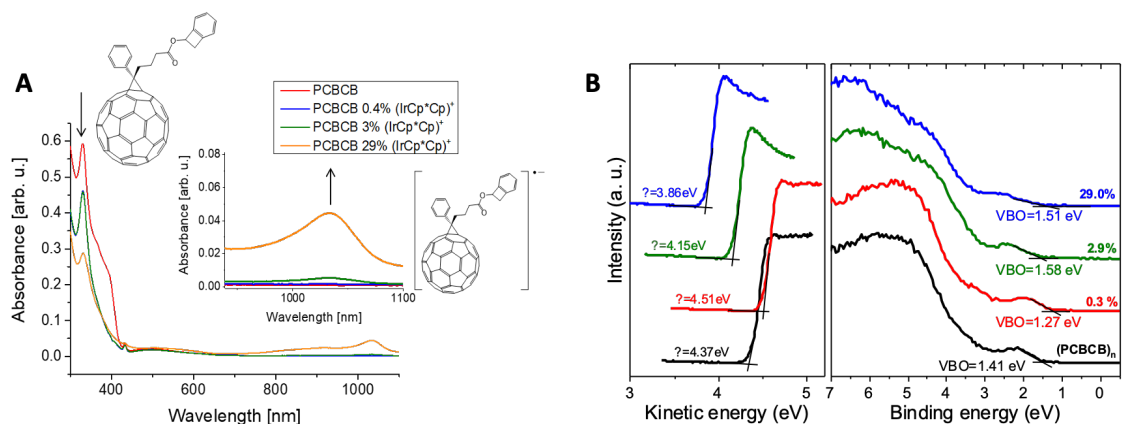 A
O
O
PCBCB
PCBCB 0.4% (IrCp*Cp)⁺
PCBCB 3% (IrCp*Cp)⁺
PCBCB 29% (IrCp*Cp)⁺
Absorbance [arb. u.]
0.6
0.5
0.4
0.3
0.2
0.1
0.0
400
600
800
1000
Wavelength [nm]
Absorbance [arb. u.]
0.08
0.06
0.04
0.02
0.00
1000
1100
Wavelength [nm]
•−
O
O
B
Intensity (a. u.)
?=3.86eV
?=4.15eV
?=4.51eV
?=4.37eV
3
4
5
Kinetic energy (eV)
29.0%
VBO=1.51 eV
2.9%
VBO=1.58 eV
0.3 %
VBO=1.27 eV
(PCBCB)n
VBO=1.41 eV
7
6
5
4
3
2
1
0
Binding energy (eV)